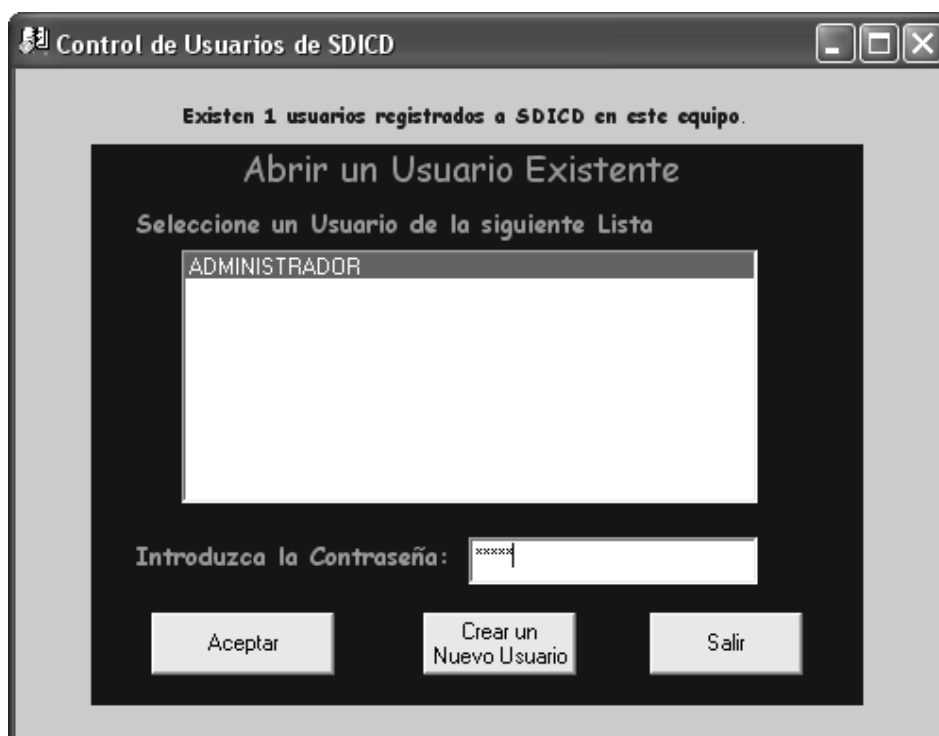 Control de Usuarios de SDICD
Existen 1 usuarios registrados a SDICD en este equipo.
Abrir un Usuario Existente
Seleccione un Usuario de la siguiente Lista
ADMINISTRADOR
Introduzca la Contraseña: *****
Aceptar
Crear un
Nuevo Usuario
Salir